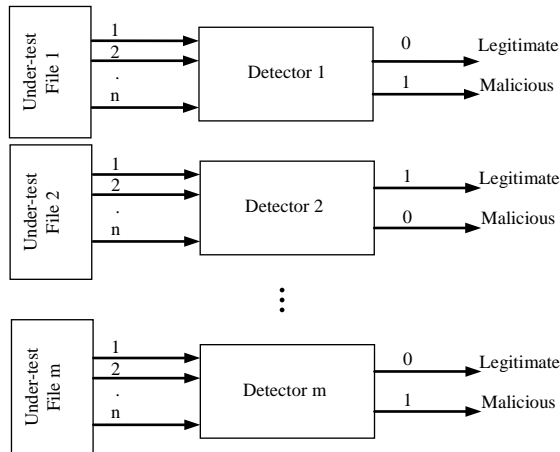 Under-test
File 1
1
2
.
n
Detector 1
0
Legitimate
1
Malicious
Under-test
File 2
1
2
.
n
Detector 2
1
Legitimate
0
Malicious
Under-test
File m
1
2
.
n
Detector m
0
Legitimate
1
Malicious